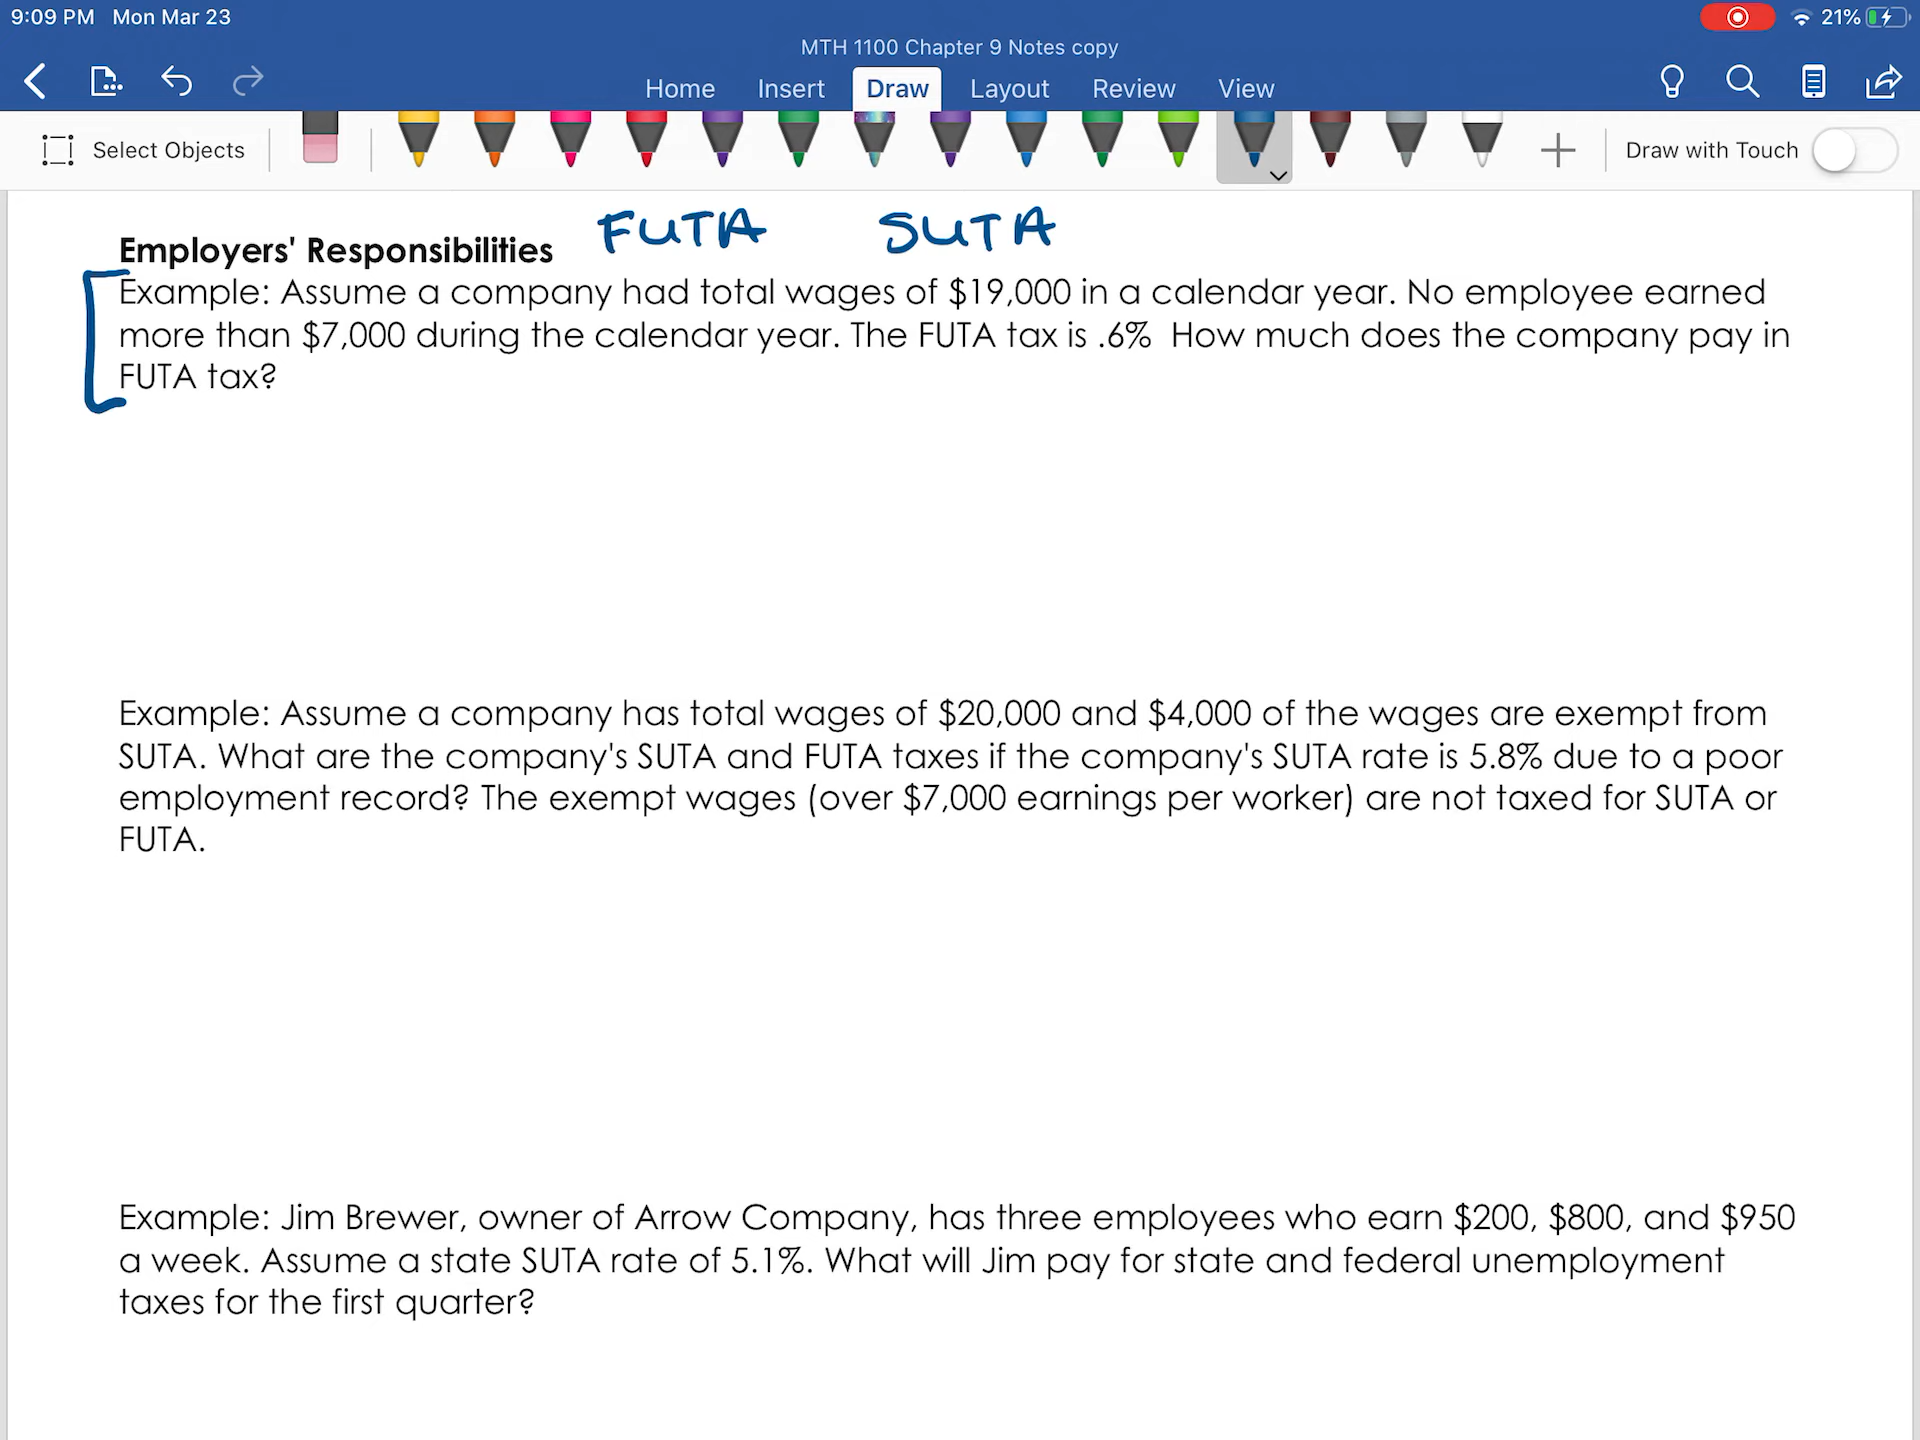 9:09 PM Mon Mar 23
21%
MTH 1100 Chapter 9 Notes copy
Home Insert Draw Layout Review View
Select Objects
Draw with Touch
FUTA SUTA
Employers' Responsibilities
Example: Assume a company had total wages of $19,000 in a calendar year. No employee earned
more than $7,000 during the calendar year. The FUTA tax is .6% How much does the company pay in
FUTA tax?
Example: Assume a company has total wages of $20,000 and $4,000 of the wages are exempt from
SUTA. What are the company's SUTA and FUTA taxes if the company's SUTA rate is 5.8% due to a poor
employment record? The exempt wages (over $7,000 earnings per worker) are not taxed for SUTA or
FUTA.
Example: Jim Brewer, owner of Arrow Company, has three employees who earn $200, $800, and $950
a week. Assume a state SUTA rate of 5.1%. What will Jim pay for state and federal unemployment
taxes for the first quarter?